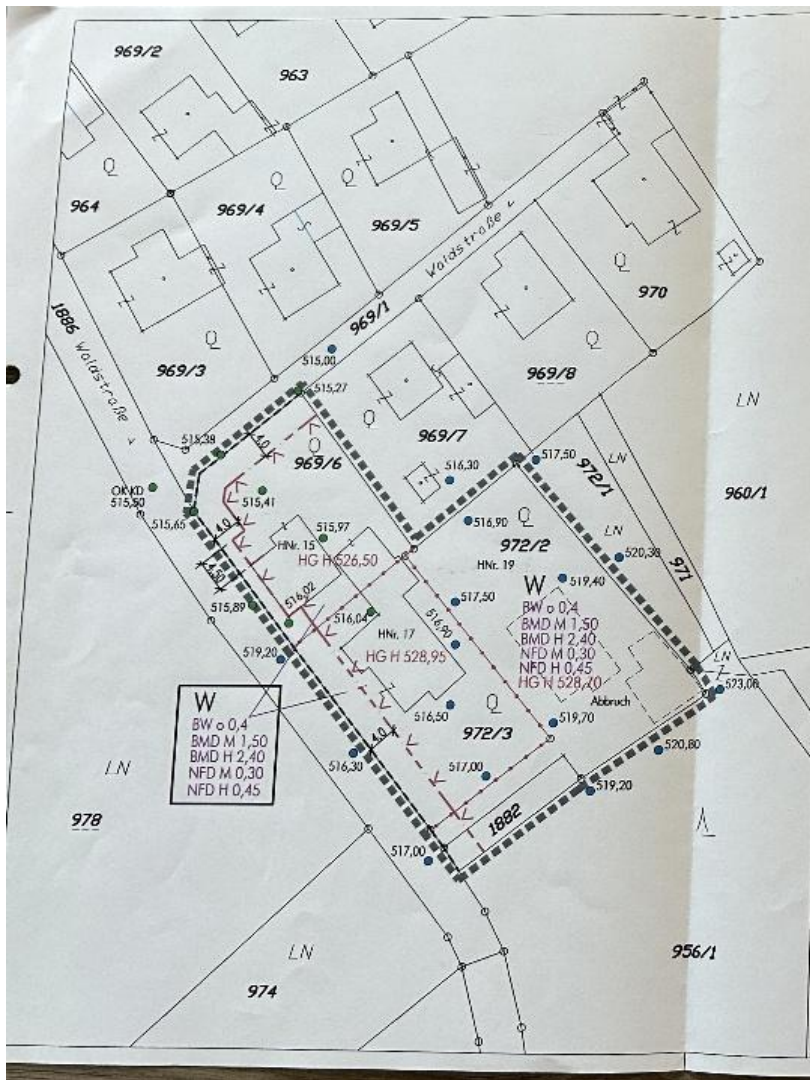 969/2
963
Q
964
969/4
Q
Q
969/5
Waldstraße
Q
970
1886
Waldstraße
969/3
Q
969/1
515,00
Q
969/8
515,27
Q
969/7
LN
515,38
4,0
Q
969/6
516,30
517,50
LN
972/1
960/1
OK KD
515,50
515,65
515,41
516,90
Q
972/2
LN
4,0
515,97
HNr. 15
HG H 526,50
HNr. 19
520,30
971
4,50
519,40
W
BW o 0,4
BMD M 1,50
BMD H 2,40
NFD M 0,30
NFD H 0,45
HG H 528,70
515,89
516,02
516,04
517,50
HNr. 17
HG H 528,95
516,90
519,20
LN
523,00
Abbruch
W
BW o 0,4
BMD M 1,50
BMD H 2,40
NFD M 0,30
NFD H 0,45
516,50
Q
972/3
519,70
4,0
516,30
520,80
LN
517,00
519,20
978
1882
517,00
LN
974
956/1